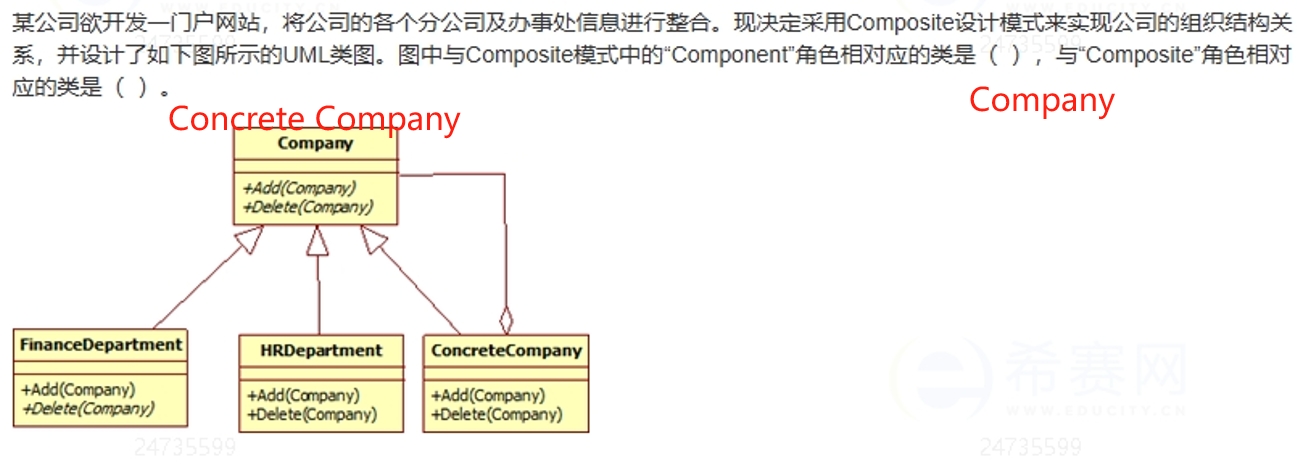 某公司欲开发一门户网站，将公司的各个分公司及办事处信息进行整合。现决定采用Composite设计模式来实现公司的组织结构关
系，并设计了如下图所示的UML类图。图中与Composite模式中的“Component”角色相对应的类是（ ），与“Composite”角色相对
应的类是（ ）。
Company
Concrete Company
Company
+Add(Company)
+Delete(Company)
FinanceDepartment
+Add(Company)
+Delete(Company)
HRDepartment
+Add(Company)
+Delete(Company)
ConcreteCompany
+Add(Company)
+Delete(Company)
希赛网
WWW.EDUCITY.CN
24735599
24735599